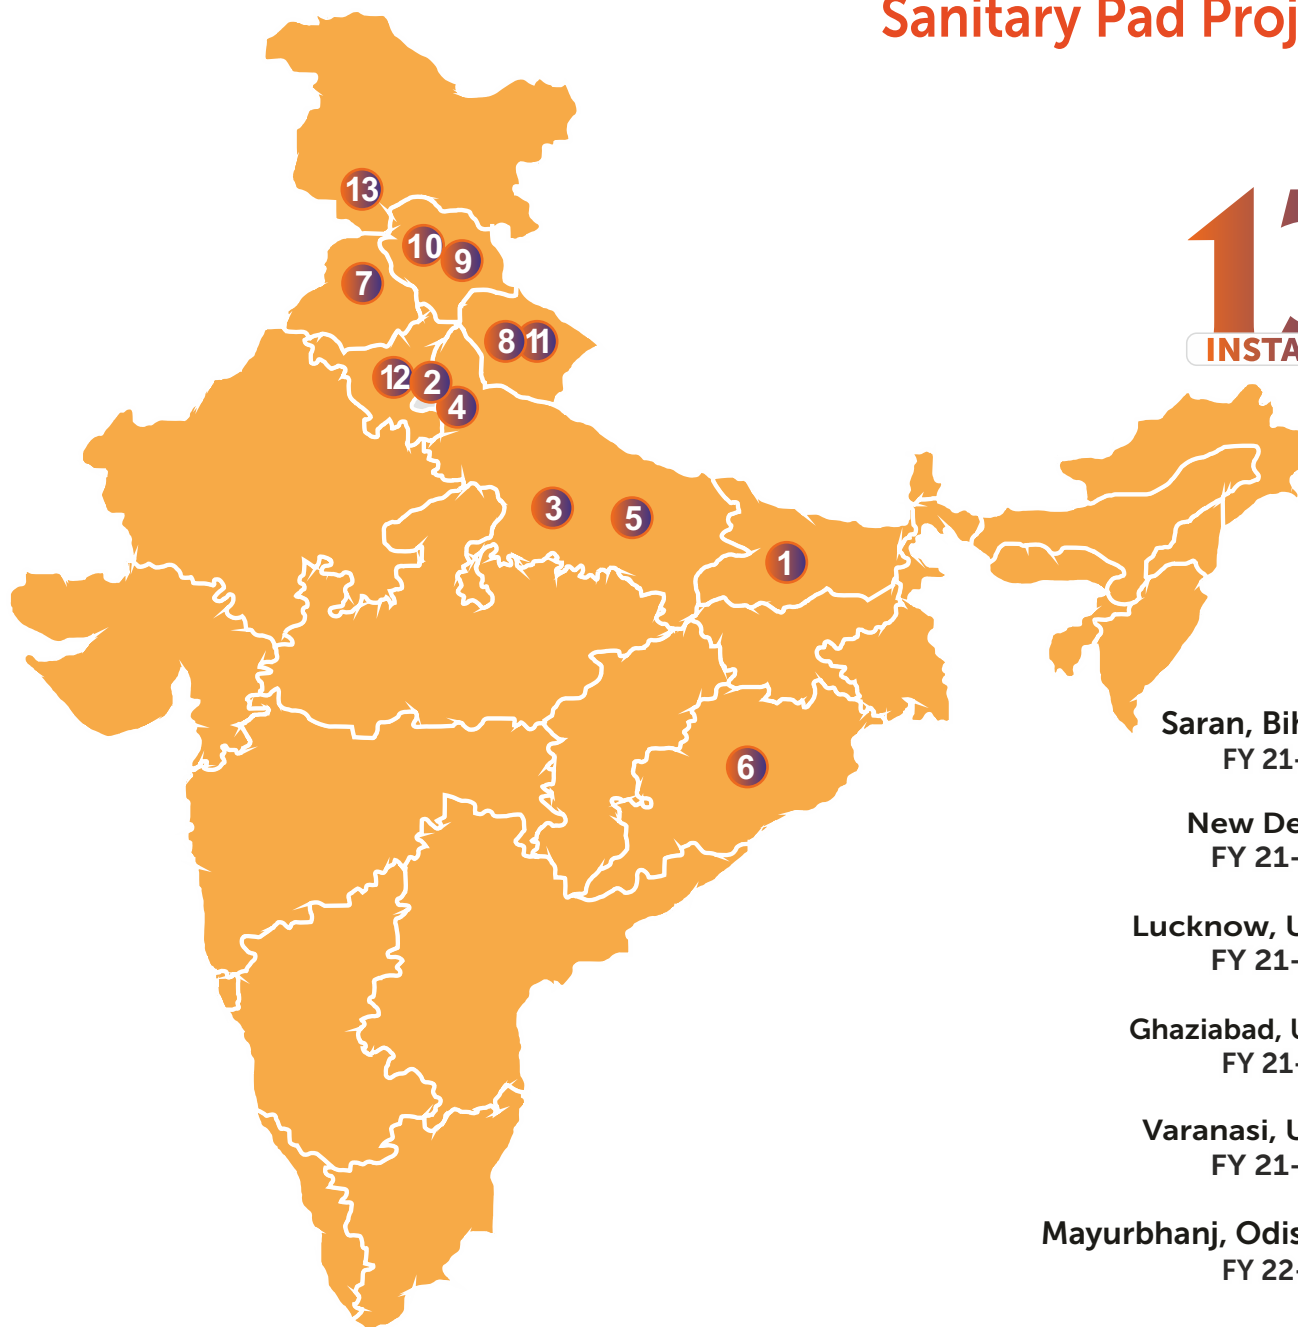 Sanitary Pad Proj
13
10
9
7
8
11
12
2
4
3
5
1
6
INSTA
Saran, Bih
FY 21-
New De
FY 21-
Lucknow, U
FY 21-
Ghaziabad, U
FY 21-
Varanasi, U
FY 21-
Mayurbhanj, Odis
FY 22-